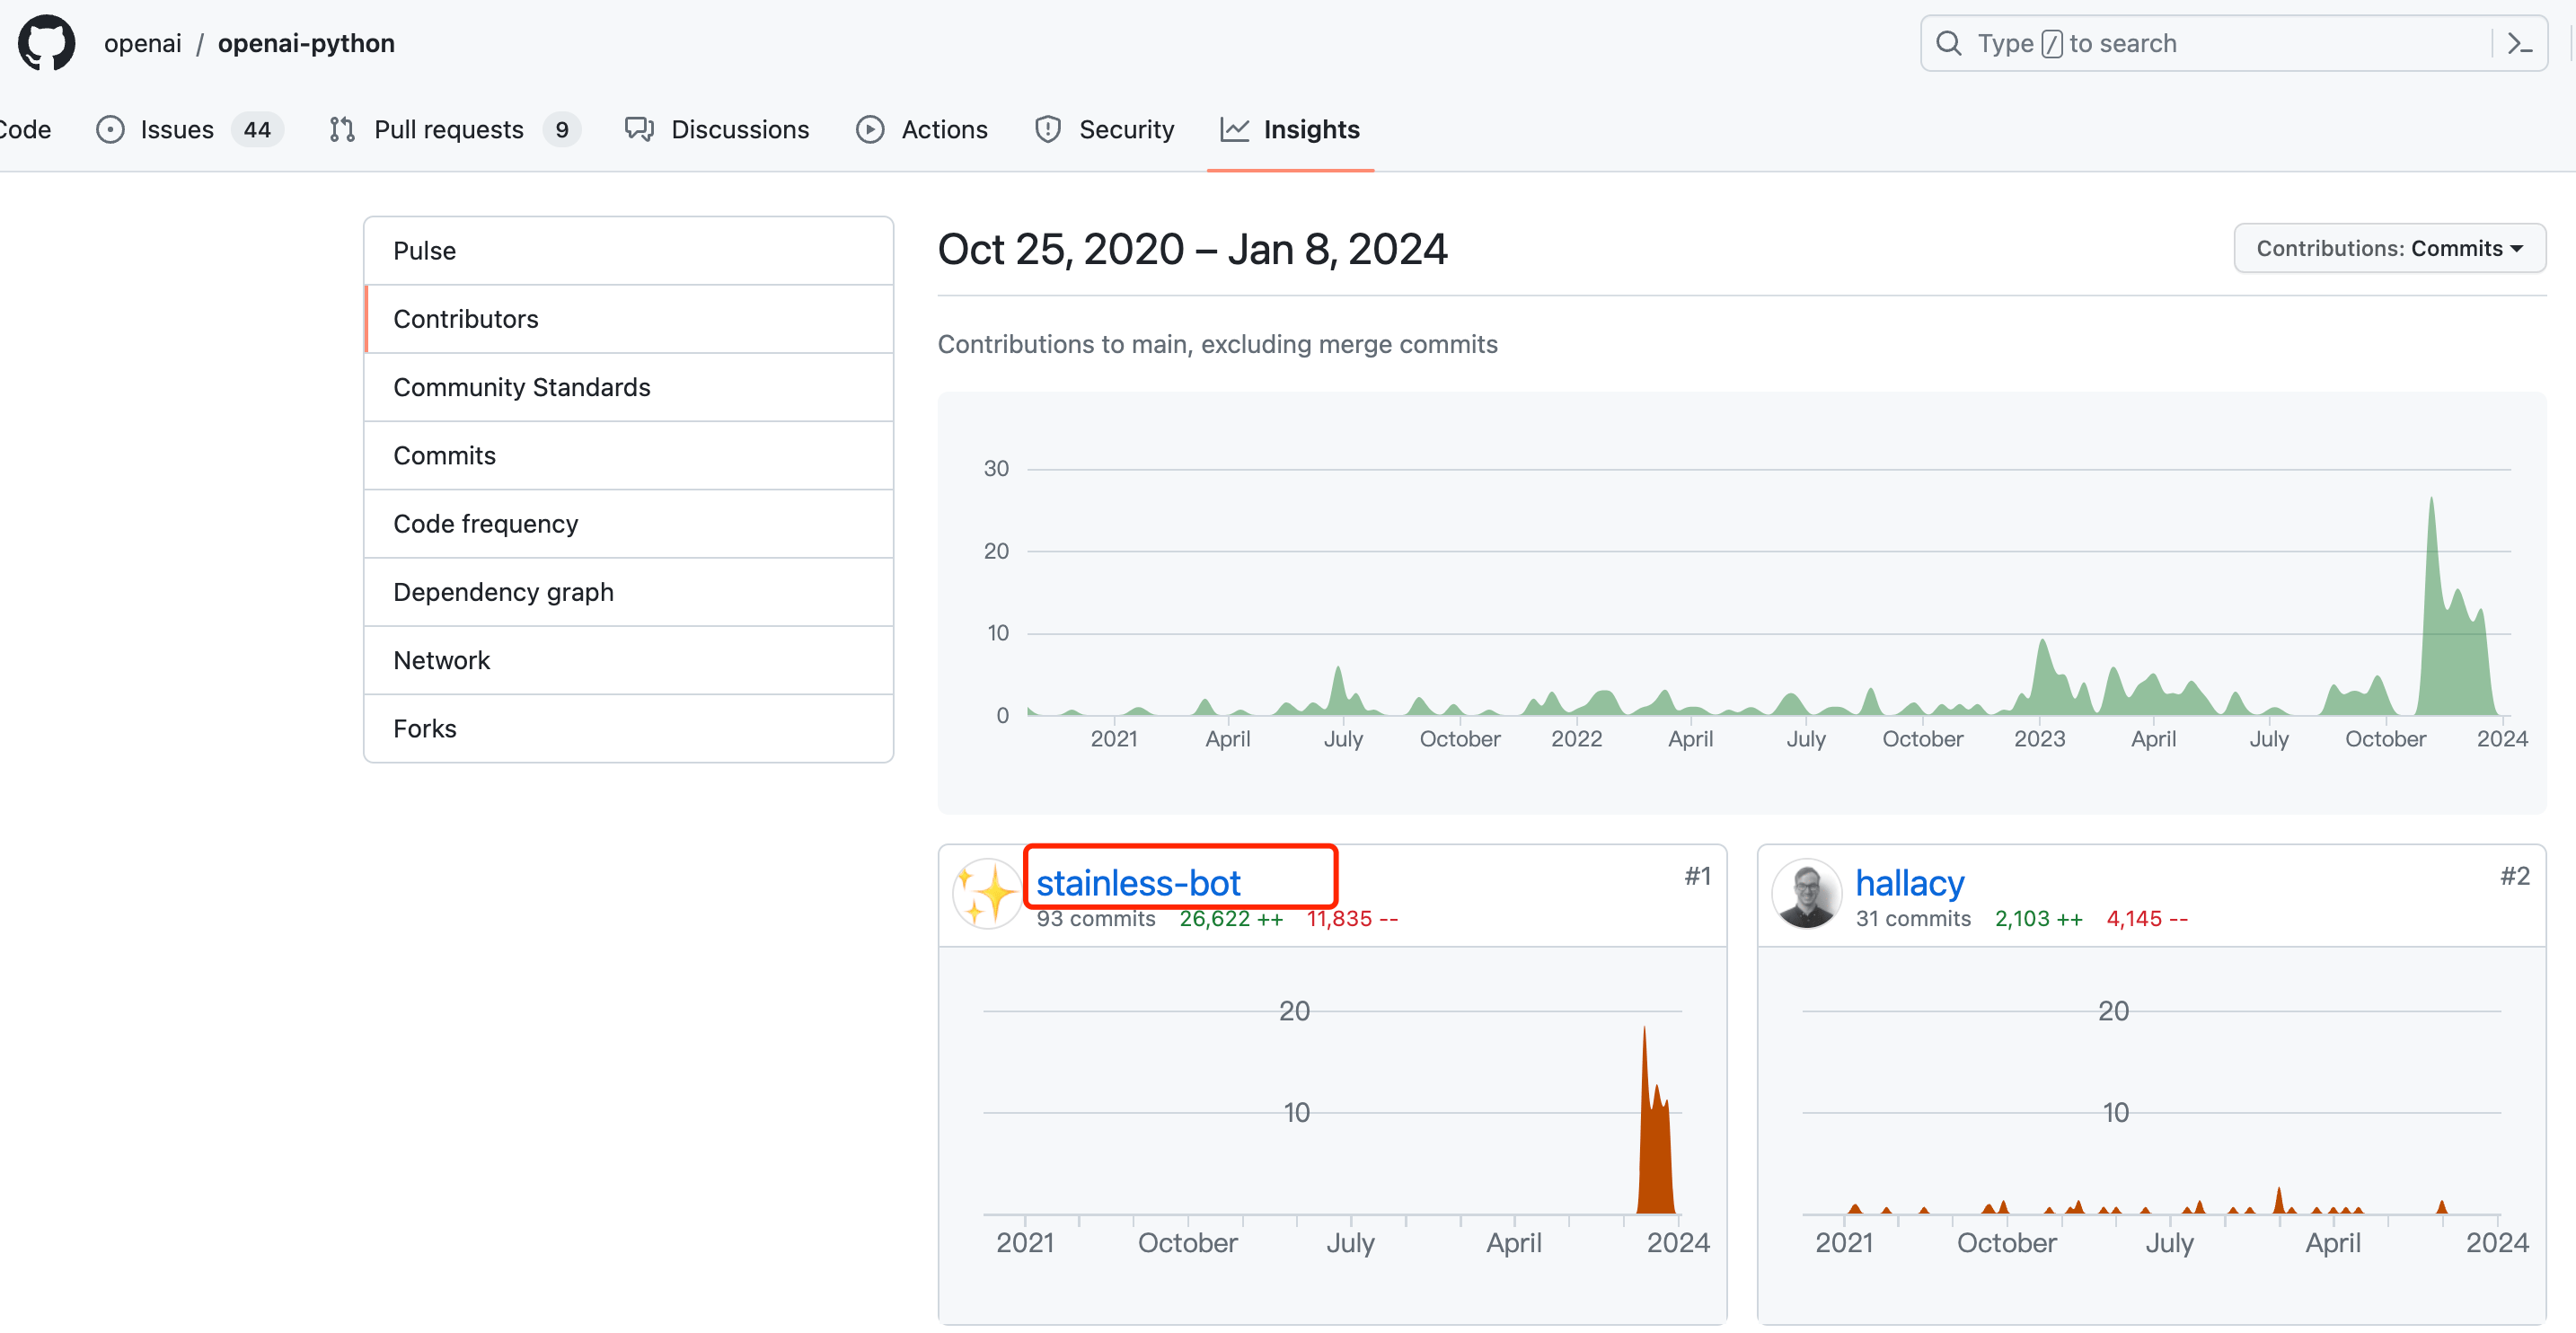 openai / openai-python
Type / to search
Code Issues 44 Pull requests 9 Discussions Actions Security Insights
Pulse
Contributors
Community Standards
Commits
Code frequency
Dependency graph
Network
Forks
Oct 25, 2020 – Jan 8, 2024
Contributions: Commits
Contributions to main, excluding merge commits
30
20
10
0
2021 April July October 2022 April July October 2023 April July October 2024
stainless-bot #1
93 commits 26,622 ++ 11,835 --
20
10
2021 October July April 2024
hallacy #2
31 commits 2,103 ++ 4,145 --
20
10
2021 October July April 2024